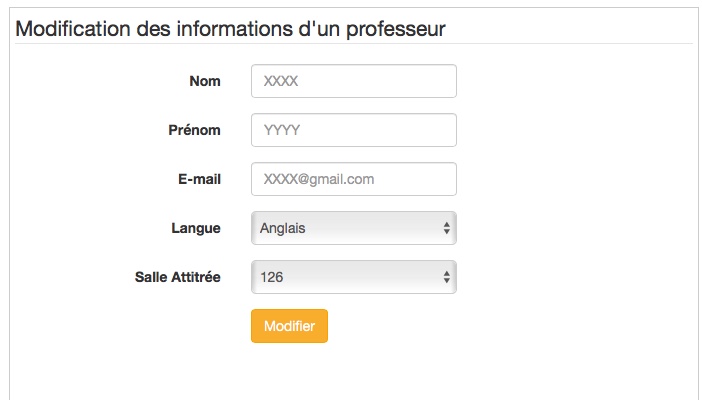 Modification des informations d'un professeur
Nom XXXX
Prénom YYYY
E-mail XXXX@gmail.com
Langue Anglais
Salle Attitrée 126
Modifier